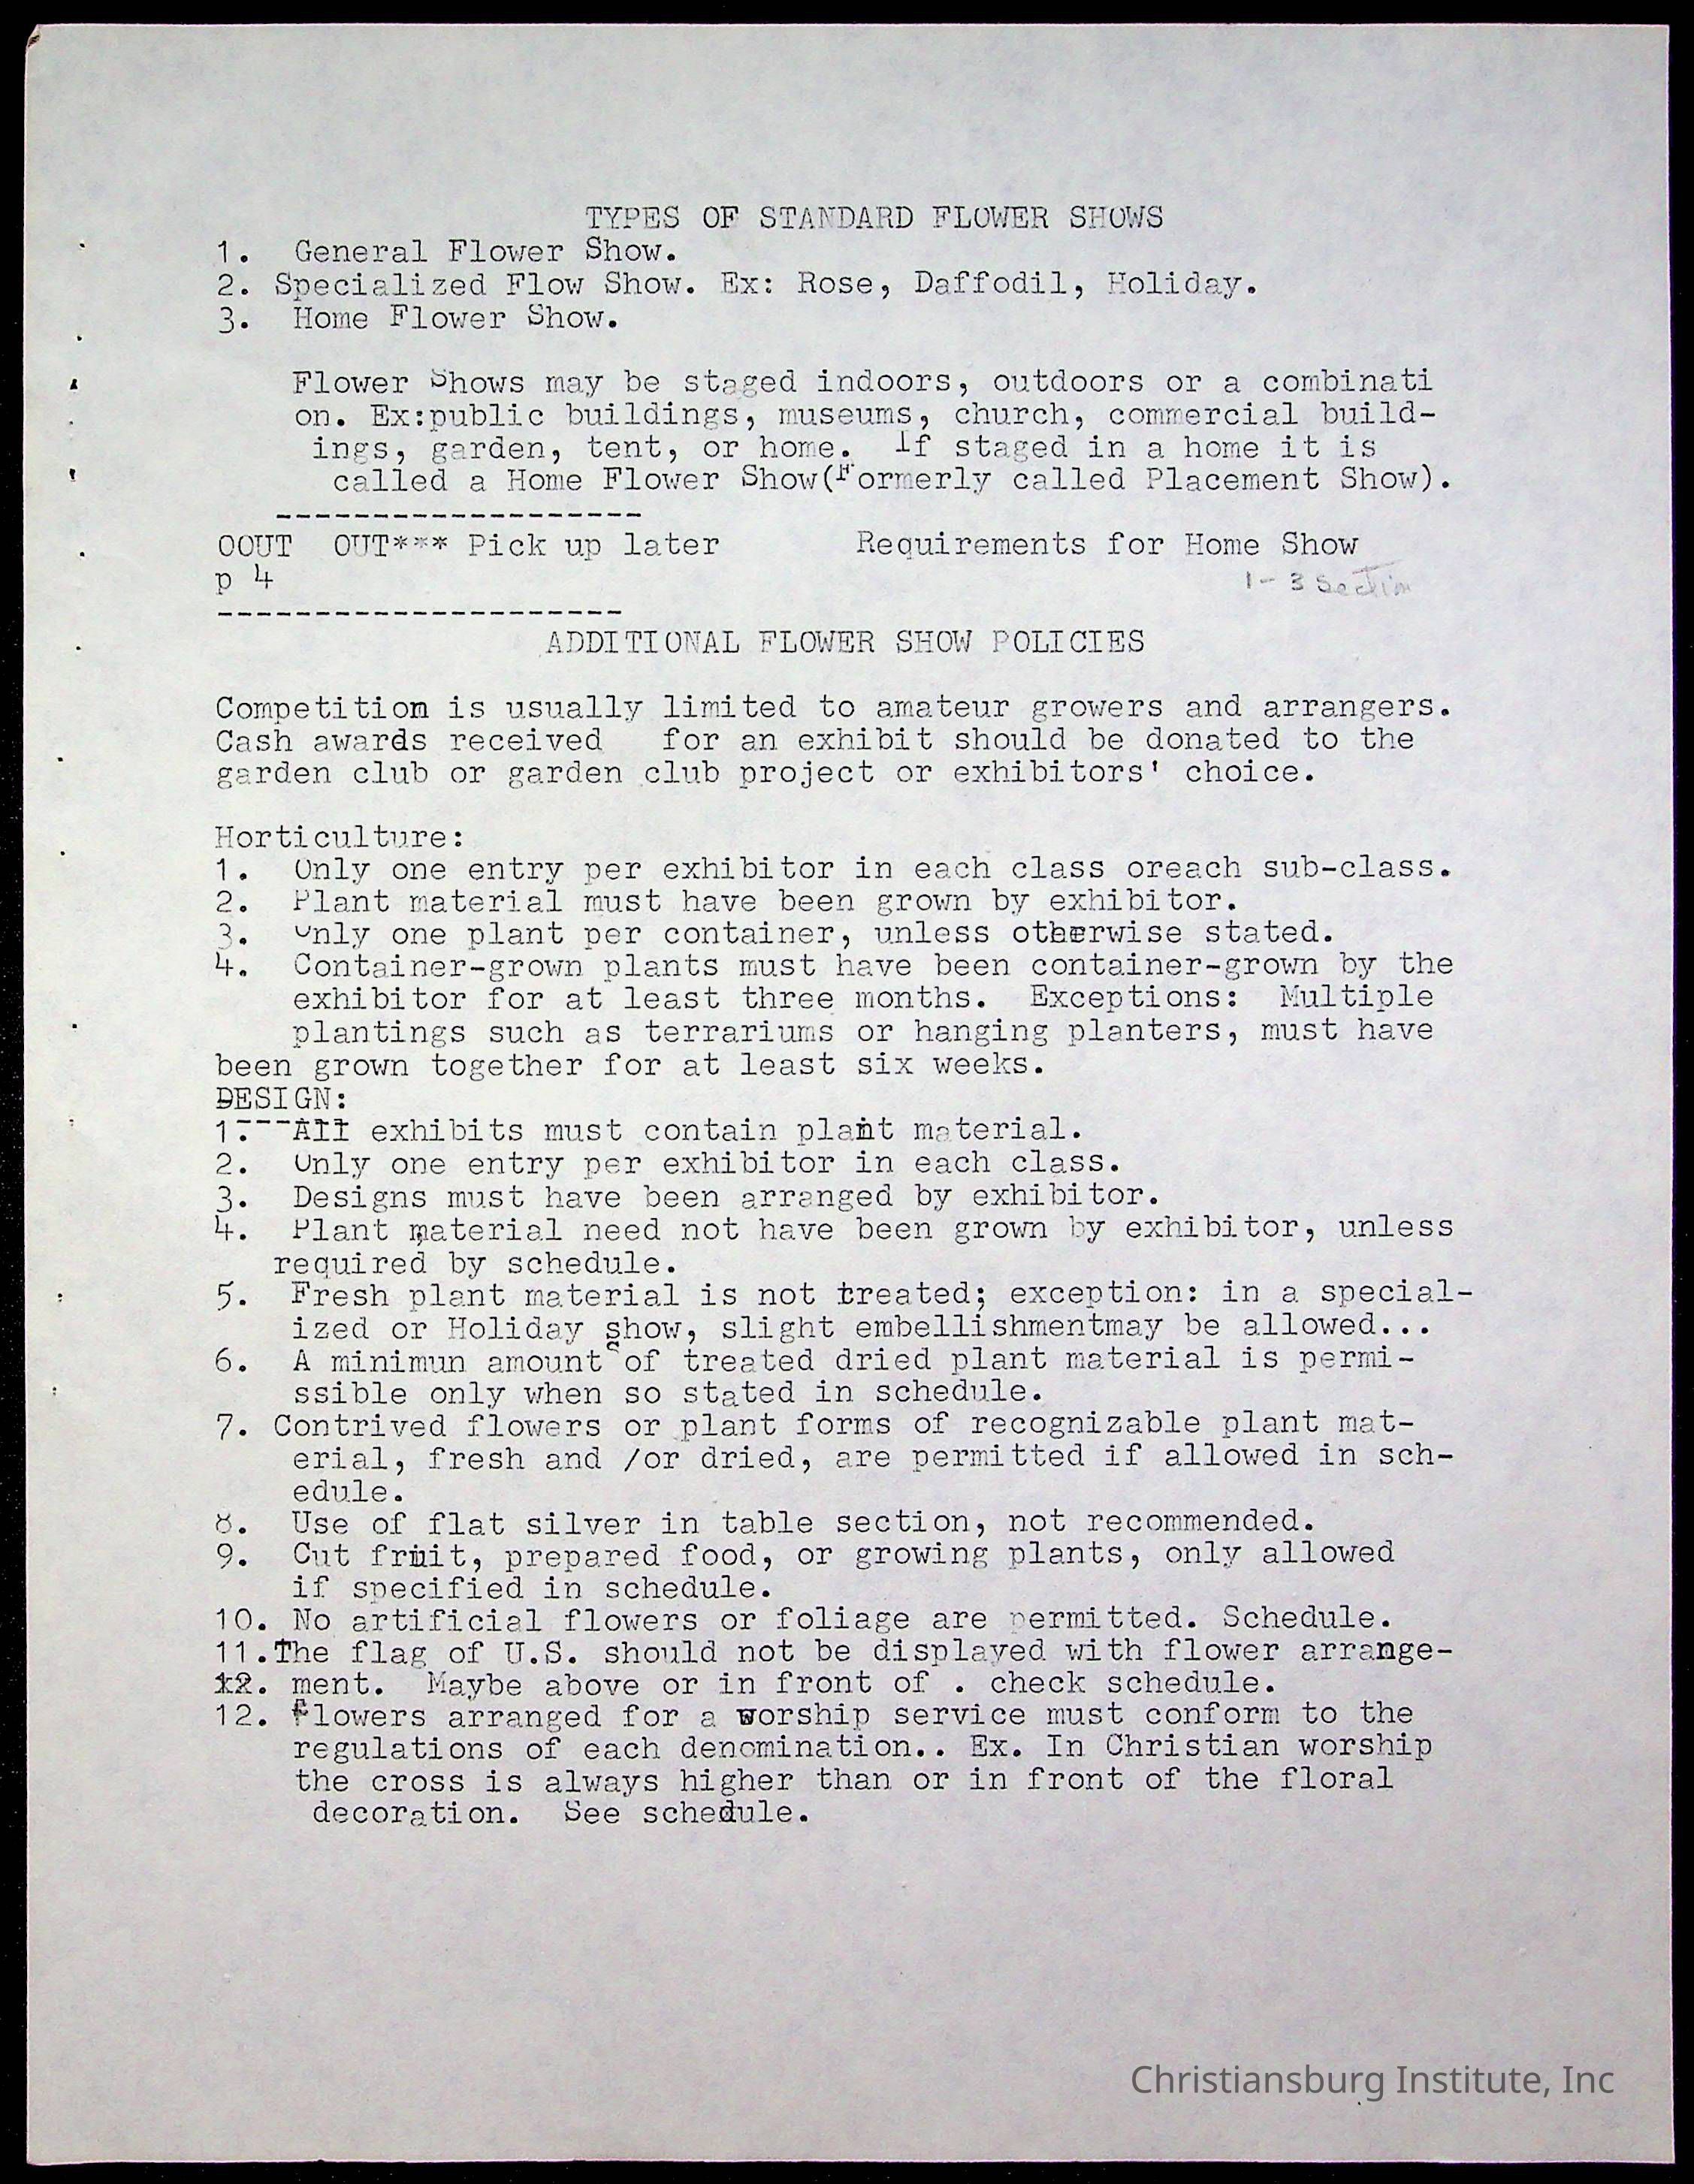 TYPES OF STANDARD FLOWER SHOWS
1. General Flower Show.
2. Specialized Flow Show. Ex: Rose, Daffodil, Holiday.
3. Home Flower Show.
Flower Shows may be staged indoors, outdoors or a combinati
on. Ex:public buildings, museums, church, commercial build-
ings, garden, tent, or home. If staged in a home it is
called a Home Flower Show(Formerly called Placement Show).
-------------------
OOUT OUT*** Pick up later Requirements for Home Show
p 4 1-3 Section
---------------------
ADDITIONAL FLOWER SHOW POLICIES
Competition is usually limited to amateur growers and arrangers.
Cash awards received for an exhibit should be donated to the
garden club or garden club project or exhibitors' choice.
Horticulture:
1. Only one entry per exhibitor in each class oreach sub-class.
2. Plant material must have been grown by exhibitor.
3. Only one plant per container, unless otherwise stated.
4. Container-grown plants must have been container-grown by the
exhibitor for at least three months. Exceptions: Multiple
plantings such as terrariums or hanging planters, must have
been grown together for at least six weeks.
DESIGN:
1. All exhibits must contain plant material.
2. Only one entry per exhibitor in each class.
3. Designs must have been arranged by exhibitor.
4. Plant material need not have been grown by exhibitor, unless
required by schedule.
5. Fresh plant material is not treated; exception: in a special-
ized or Holiday show, slight embellishmentmay be allowed...
6. A minimun amount of treated dried plant material is permi-
ssible only when so stated in schedule.
7. Contrived flowers or plant forms of recognizable plant mat-
erial, fresh and /or dried, are permitted if allowed in sch-
edule.
8. Use of flat silver in table section, not recommended.
9. Cut fruit, prepared food, or growing plants, only allowed
if specified in schedule.
10. No artificial flowers or foliage are permitted. Schedule.
11.The flag of U.S. should not be displayed with flower arrange-
12. ment. Maybe above or in front of . check schedule.
12. Flowers arranged for a worship service must conform to the
regulations of each denomination.. Ex. In Christian worship
the cross is always higher than or in front of the floral
decoration. See schedule.
Christiansburg Institute, Inc